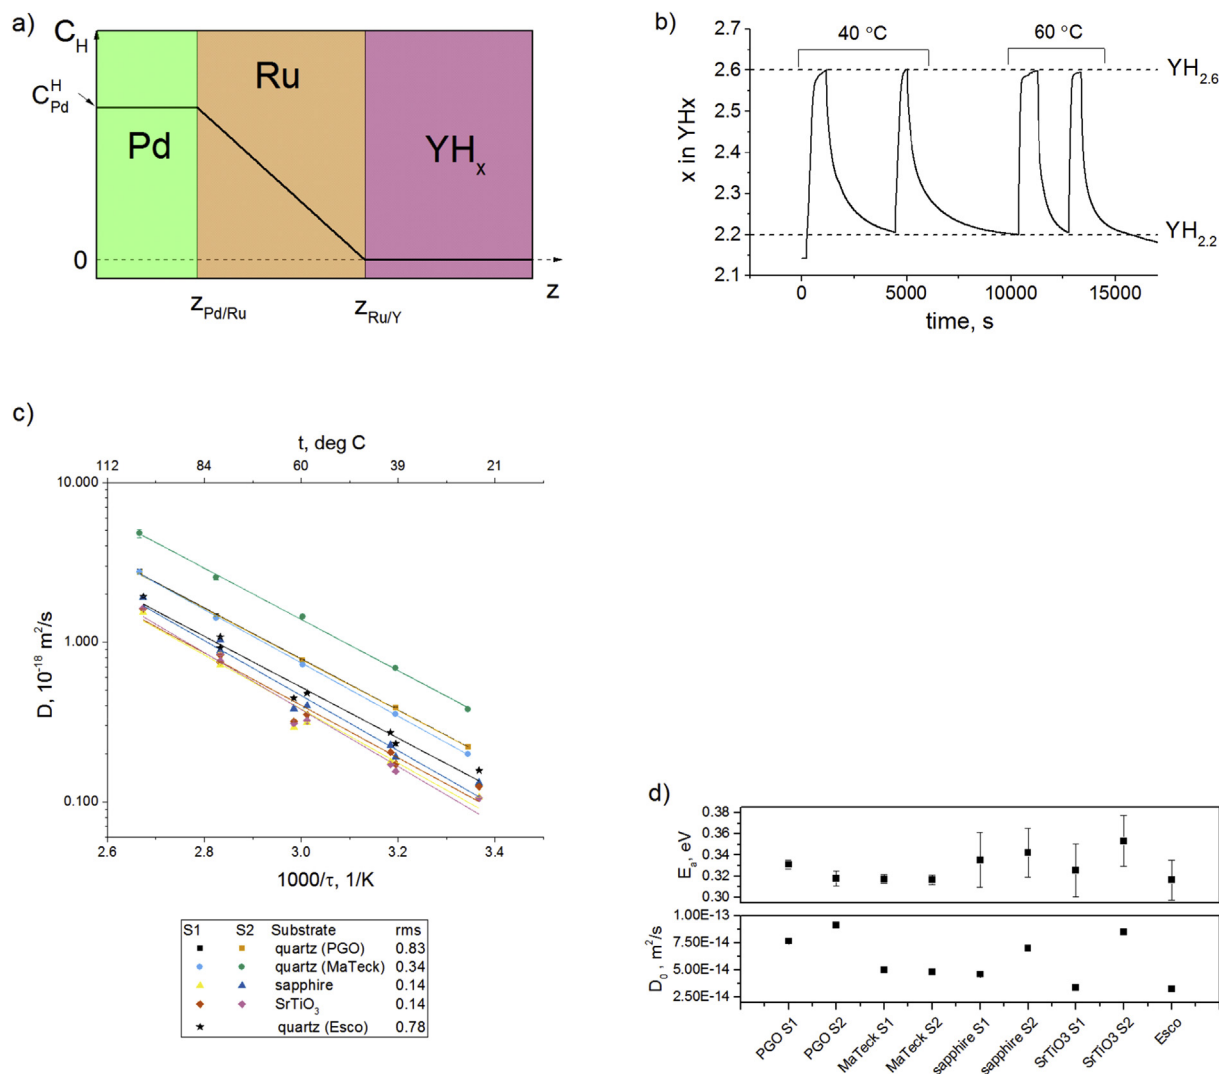 a)
C_H
C^H_Pd
Pd
Ru
YH_x
0
z_Pd/Ru
z_Ru/Y
z
b)
40 °C
60 °C
2.7
2.6
2.5
2.4
2.3
2.2
2.1
x in YHx
YH_2.6
YH_2.2
0
5000
10000
15000
time, s
c)
t, deg C
112
84
60
39
21
10.000
1.000
0.100
D, 10^-18 m^2/s
2.6
2.8
3.0
3.2
3.4
1000/τ, 1/K
S1 S2 Substrate rms
quartz (PGO) 0.83
quartz (MaTeck) 0.34
sapphire 0.14
SrTiO_3 0.14
quartz (Esco) 0.78
d)
0.38
0.36
0.34
0.32
0.30
E_a, eV
1.00E-13
7.50E-14
5.00E-14
2.50E-14
D_0, m^2/s
PGO S1
PGO S2
MaTeck S1
MaTeck S2
sapphire S1
sapphire S2
SrTiO3 S1
SrTiO3 S2
Esco